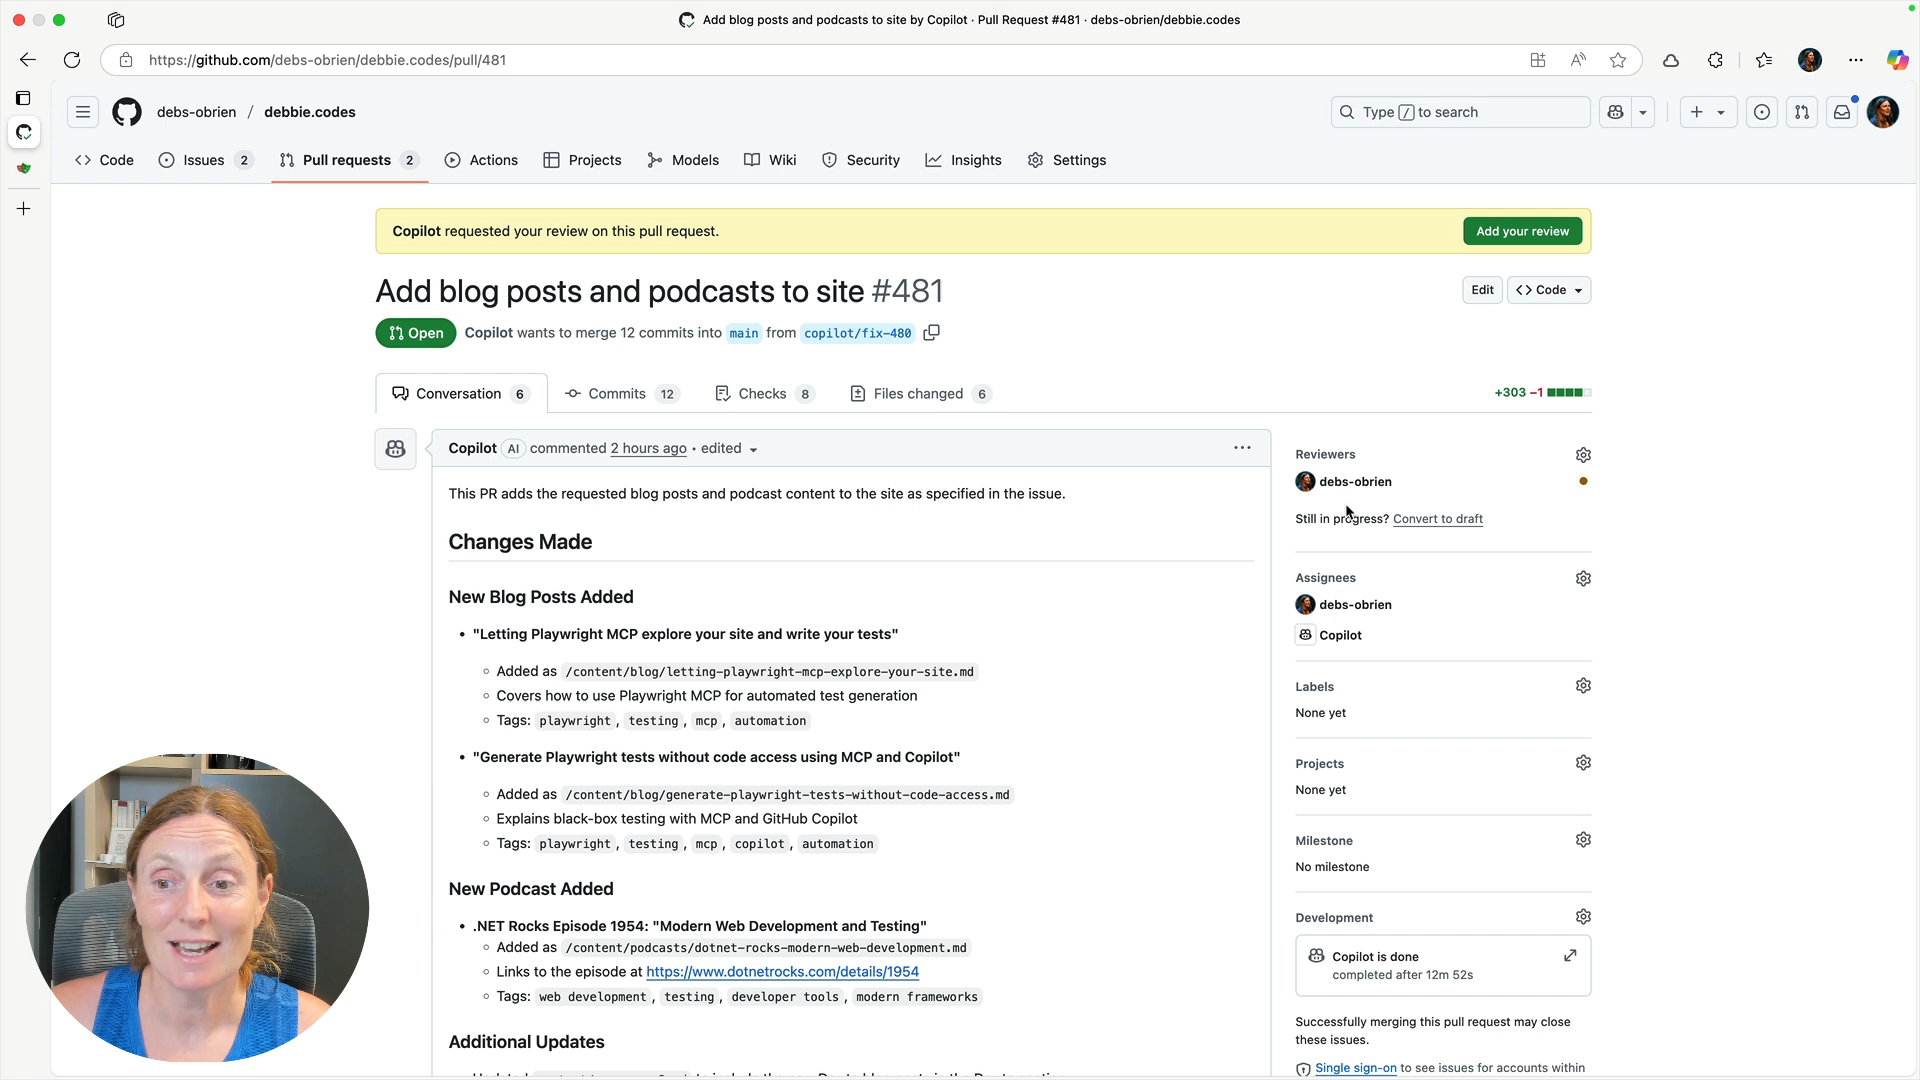 Add blog posts and podcasts to site by Copilot · Pull Request #481 · debs-obrien/debbie.codes
https://github.com/debs-obrien/debbie.codes/pull/481
debs-obrien / debbie.codes
Type / to search
Code
Issues 2
Pull requests 2
Actions
Projects
Models
Wiki
Security
Insights
Settings
Copilot requested your review on this pull request.
Add your review
Add blog posts and podcasts to site #481
Edit
Code
Open
Copilot wants to merge 12 commits into main from copilot/fix-480
Conversation 6
Commits 12
Checks 8
Files changed 6
+303 −1
Copilot AI commented 2 hours ago • edited
This PR adds the requested blog posts and podcast content to the site as specified in the issue.
Changes Made
New Blog Posts Added
• "Letting Playwright MCP explore your site and write your tests"
Added as /content/blog/letting-playwright-mcp-explore-your-site.md
Covers how to use Playwright MCP for automated test generation
Tags: playwright, testing, mcp, automation
• "Generate Playwright tests without code access using MCP and Copilot"
Added as /content/blog/generate-playwright-tests-without-code-access.md
Explains black-box testing with MCP and GitHub Copilot
Tags: playwright, testing, mcp, copilot, automation
New Podcast Added
• .NET Rocks Episode 1954: "Modern Web Development and Testing"
Added as /content/podcasts/dotnet-rocks-modern-web-development.md
Links to the episode at https://www.dotnetrocks.com/details/1954
Tags: web development, testing, developer tools, modern frameworks
Additional Updates
Reviewers
debs-obrien
Still in progress? Convert to draft
Assignees
debs-obrien
Copilot
Labels
None yet
Projects
None yet
Milestone
No milestone
Development
Copilot is done
completed after 12m 52s
Successfully merging this pull request may close
these issues.
Single sign-on to see issues for accounts within